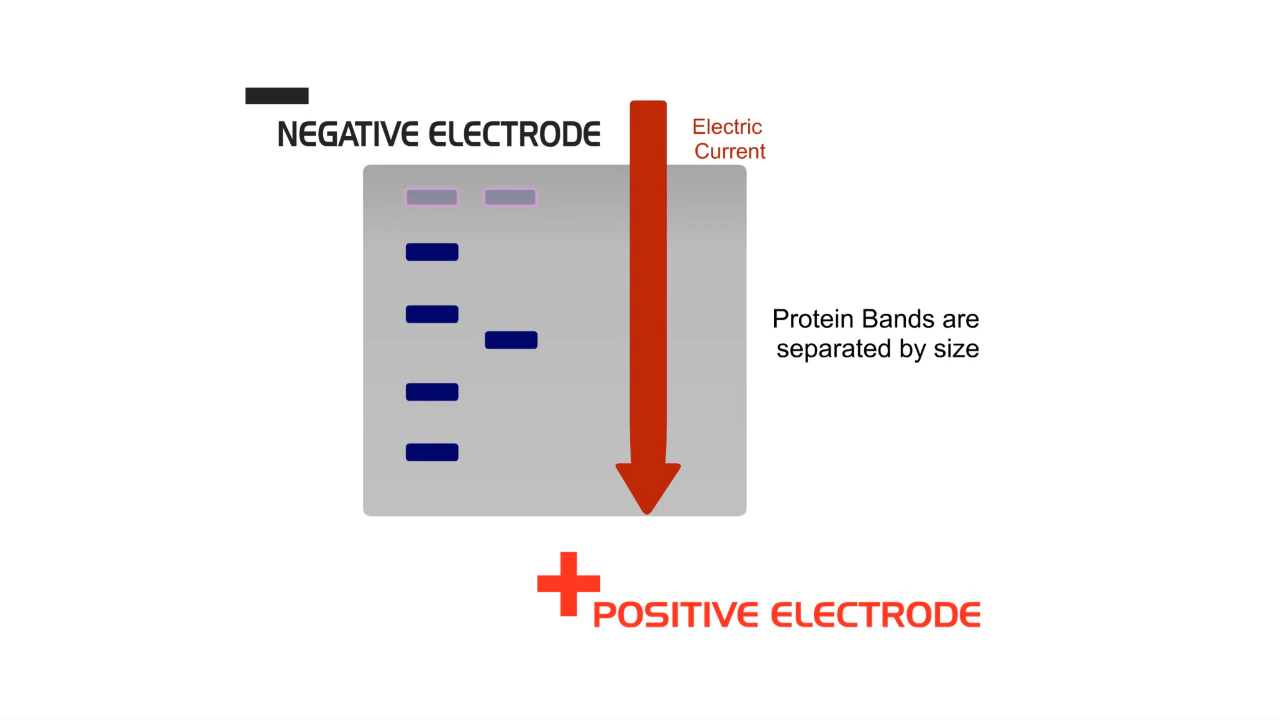 NEGATIVE ELECTRODE
Electric
Current
Protein Bands are
separated by size
POSITIVE ELECTRODE